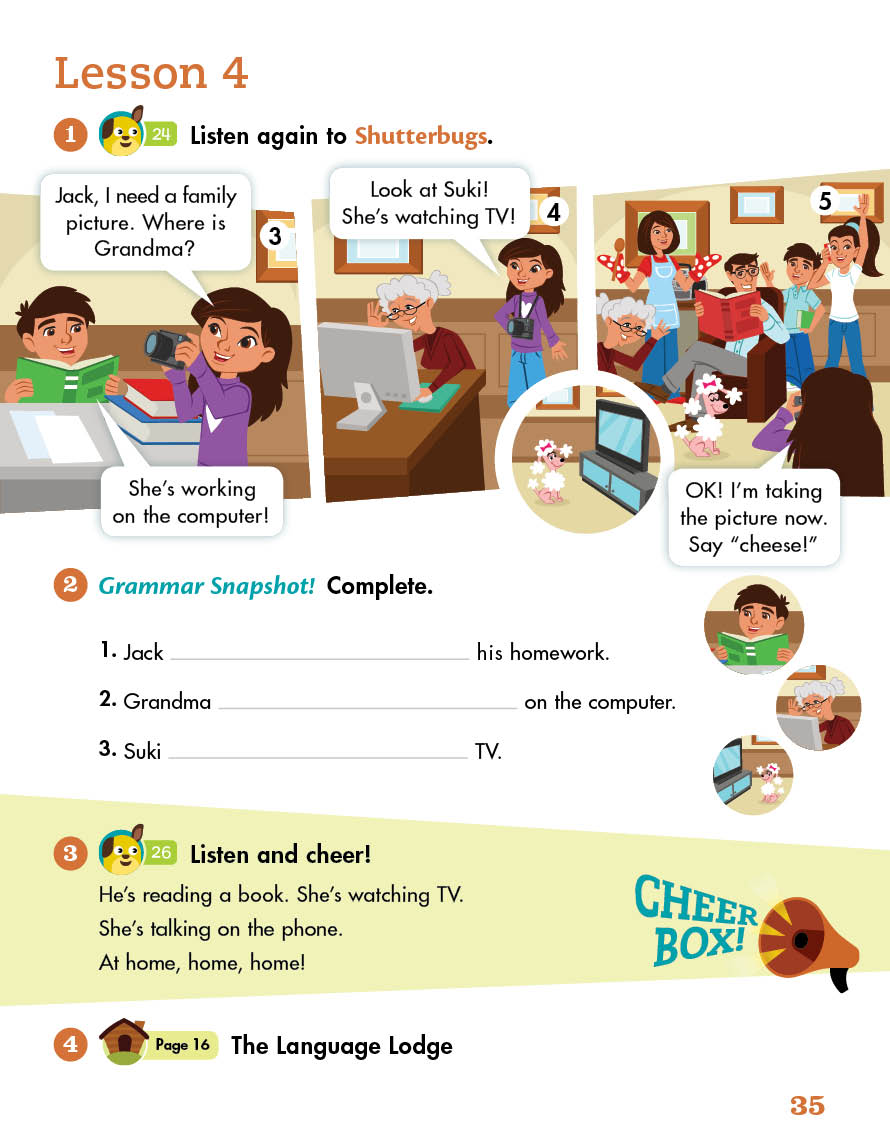 Lesson 4
1 24 Listen again to Shutterbugs.
Jack, I need a family
picture. Where is
Grandma?
3
She's working
on the computer!
Look at Suki!
She's watching TV!
4
5
OK! I'm taking
the picture now.
Say "cheese!"
2 Grammar Snapshot! Complete.
1. Jack ______ his homework.
2. Grandma ______ on the computer.
3. Suki ______ TV.
3 26 Listen and cheer!
He's reading a book. She's watching TV.
She's talking on the phone.
At home, home, home!
CHEER
BOX!
4 Page 16 The Language Lodge
35